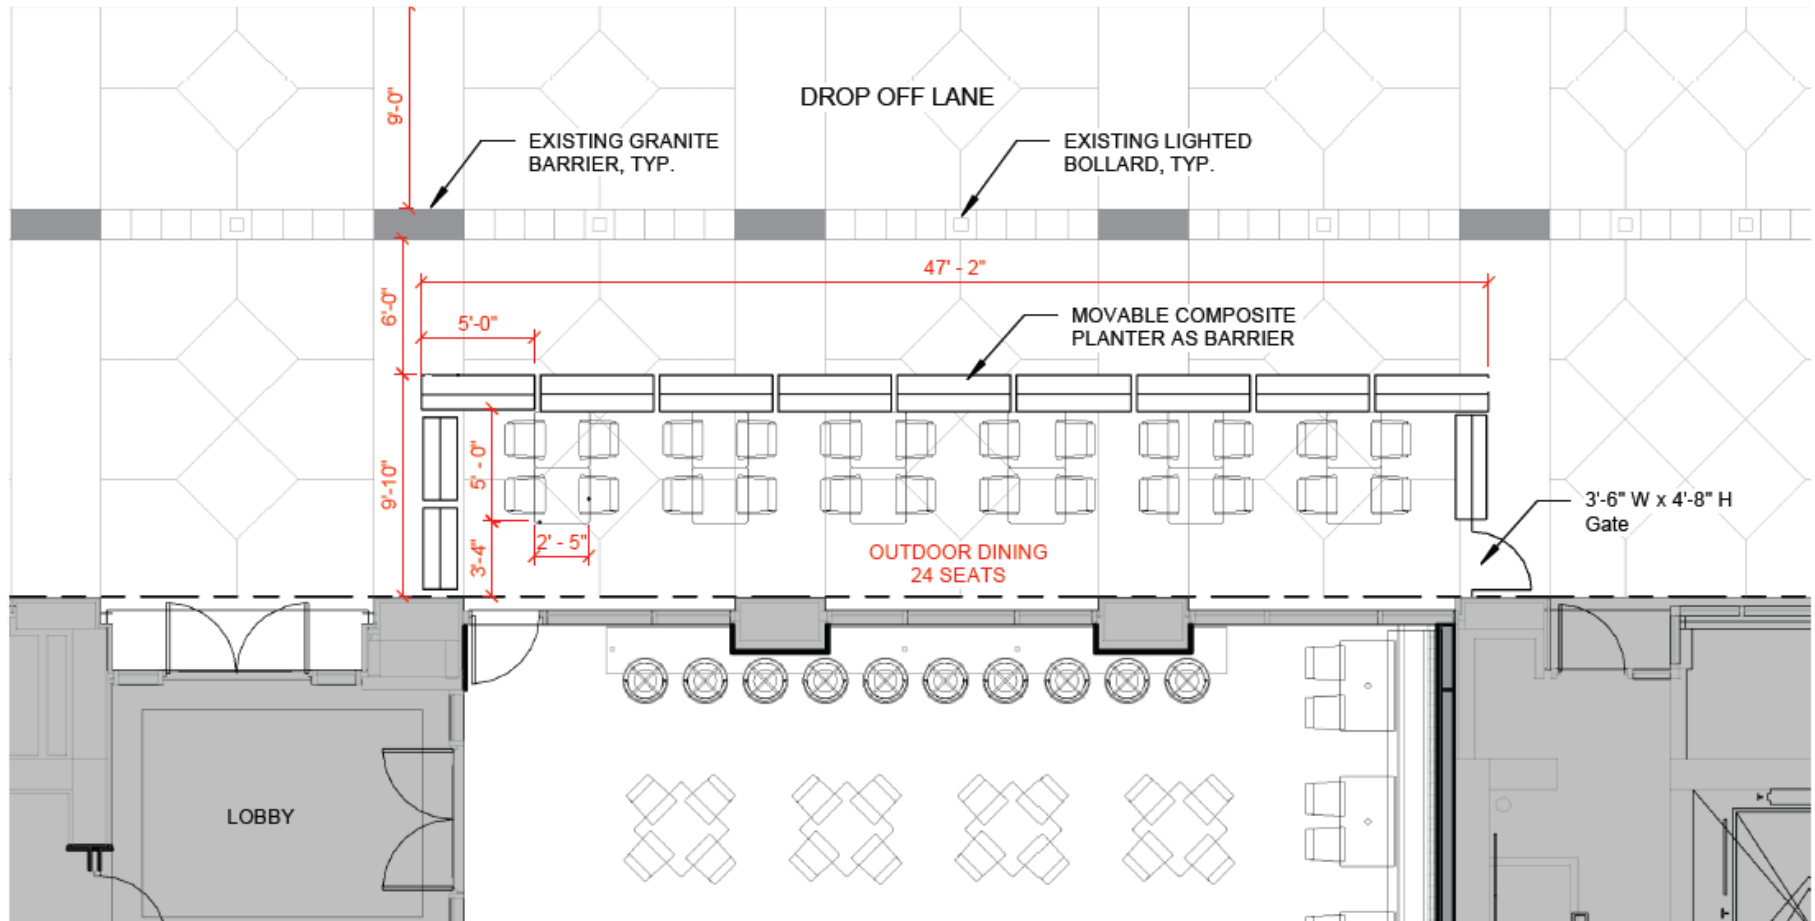 9'-0"
DROP OFF LANE
EXISTING GRANITE
BARRIER, TYP.
EXISTING LIGHTED
BOLLARD, TYP.
47' - 2"
6'-0"
5'-0"
MOVABLE COMPOSITE
PLANTER AS BARRIER
9'-10"
5' - 0"
3'-6" W x 4'-8" H
Gate
2' - 5"
3'-4"
OUTDOOR DINING
24 SEATS
LOBBY